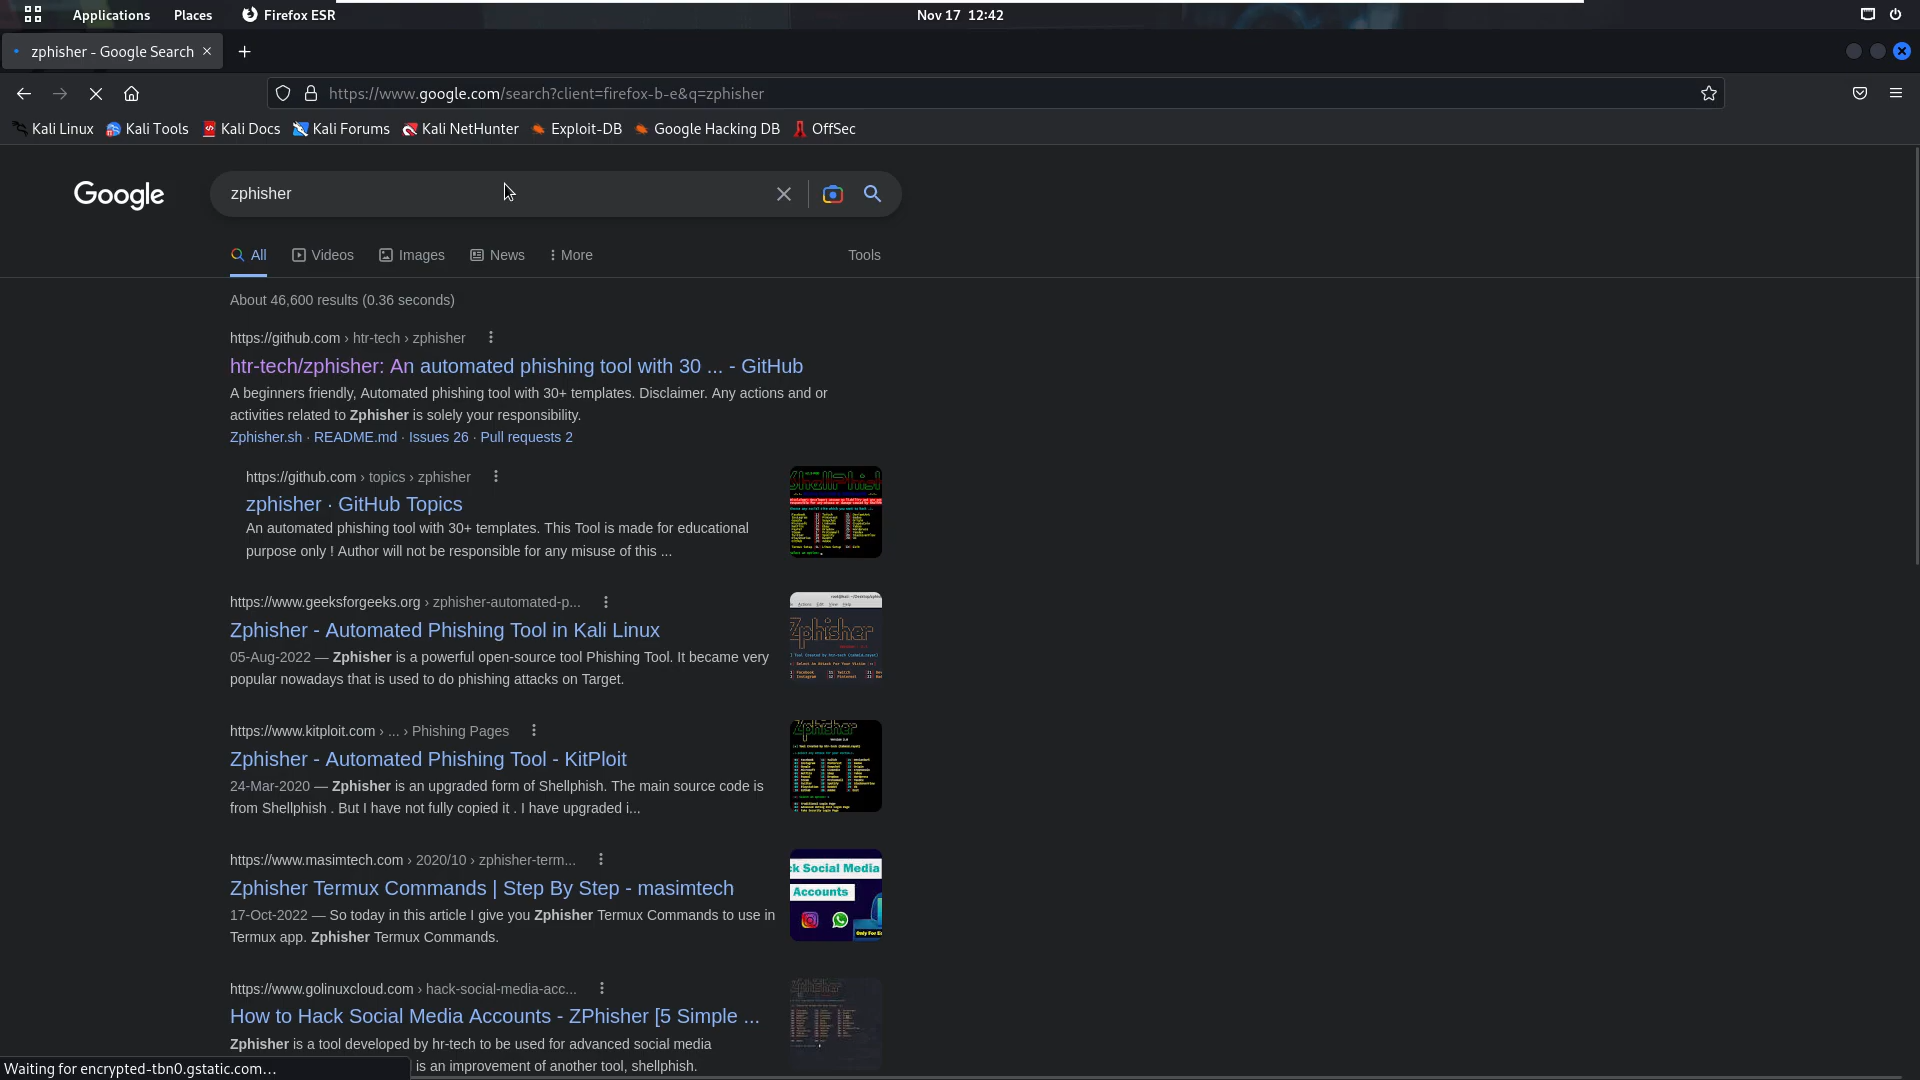 Applications Places Firefox ESR Nov 17 12:42
zphisher - Google Search
https://www.google.com/search?client=firefox-b-e&q=zphisher
Kali Linux Kali Tools Kali Docs Kali Forums Kali NetHunter Exploit-DB Google Hacking DB OffSec
Google zphisher
All Videos Images News More Tools
About 46,600 results (0.36 seconds)
https://github.com › htr-tech › zphisher
htr-tech/zphisher: An automated phishing tool with 30 ... - GitHub
A beginners friendly, Automated phishing tool with 30+ templates. Disclaimer. Any actions and or
activities related to Zphisher is solely your responsibility.
Zphisher.sh · README.md · Issues 26 · Pull requests 2
https://github.com › topics › zphisher
zphisher · GitHub Topics
An automated phishing tool with 30+ templates. This Tool is made for educational
purpose only ! Author will not be responsible for any misuse of this ...
https://www.geeksforgeeks.org › zphisher-automated-p...
Zphisher - Automated Phishing Tool in Kali Linux
05-Aug-2022 — Zphisher is a powerful open-source tool Phishing Tool. It became very
popular nowadays that is used to do phishing attacks on Target.
Zphisher
https://www.kitploit.com › ... › Phishing Pages
Zphisher - Automated Phishing Tool - KitPloit
24-Mar-2020 — Zphisher is an upgraded form of Shellphish. The main source code is
from Shellphish . But I have not fully copied it . I have upgraded i...
Zphisher
https://www.masimtech.com › 2020/10 › zphisher-term...
Zphisher Termux Commands | Step By Step - masimtech
17-Oct-2022 — So today in this article I give you Zphisher Termux Commands to use in
Termux app. Zphisher Termux Commands.
ck Social Media
Accounts
Only For E
https://www.golinuxcloud.com › hack-social-media-acc...
How to Hack Social Media Accounts - ZPhisher [5 Simple ...
Zphisher is a tool developed by hr-tech to be used for advanced social media
is an improvement of another tool, shellphish.
Zphisher
Waiting for encrypted-tbn0.gstatic.com…